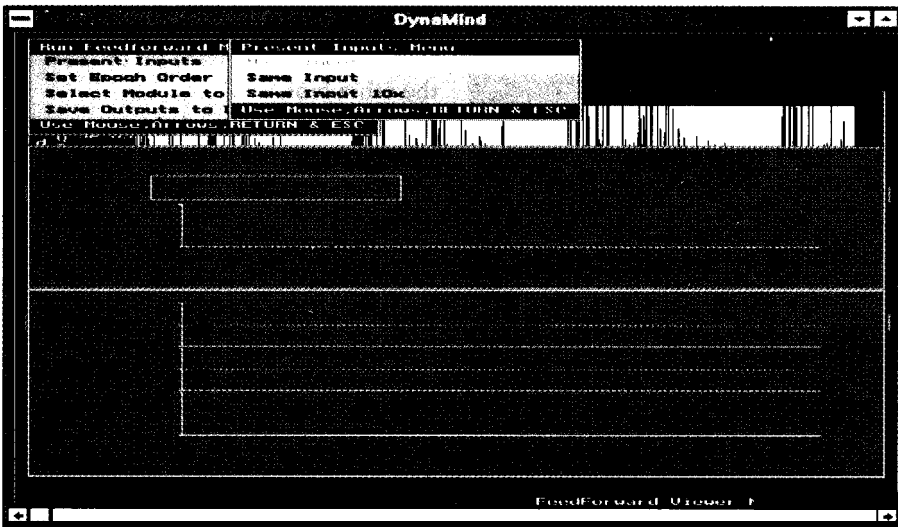 DynaMind
Run Feedforward M
Present Inputs
Set Epoch Order
Select Module to
Save Outputs to
Use Mouse,Arrows,RETURN & ESC
Present Inputs Menu
Input
Same Input
Same Input 10x
Use Mouse,Arrows,RETURN & ESC
FeedForward Viewer M